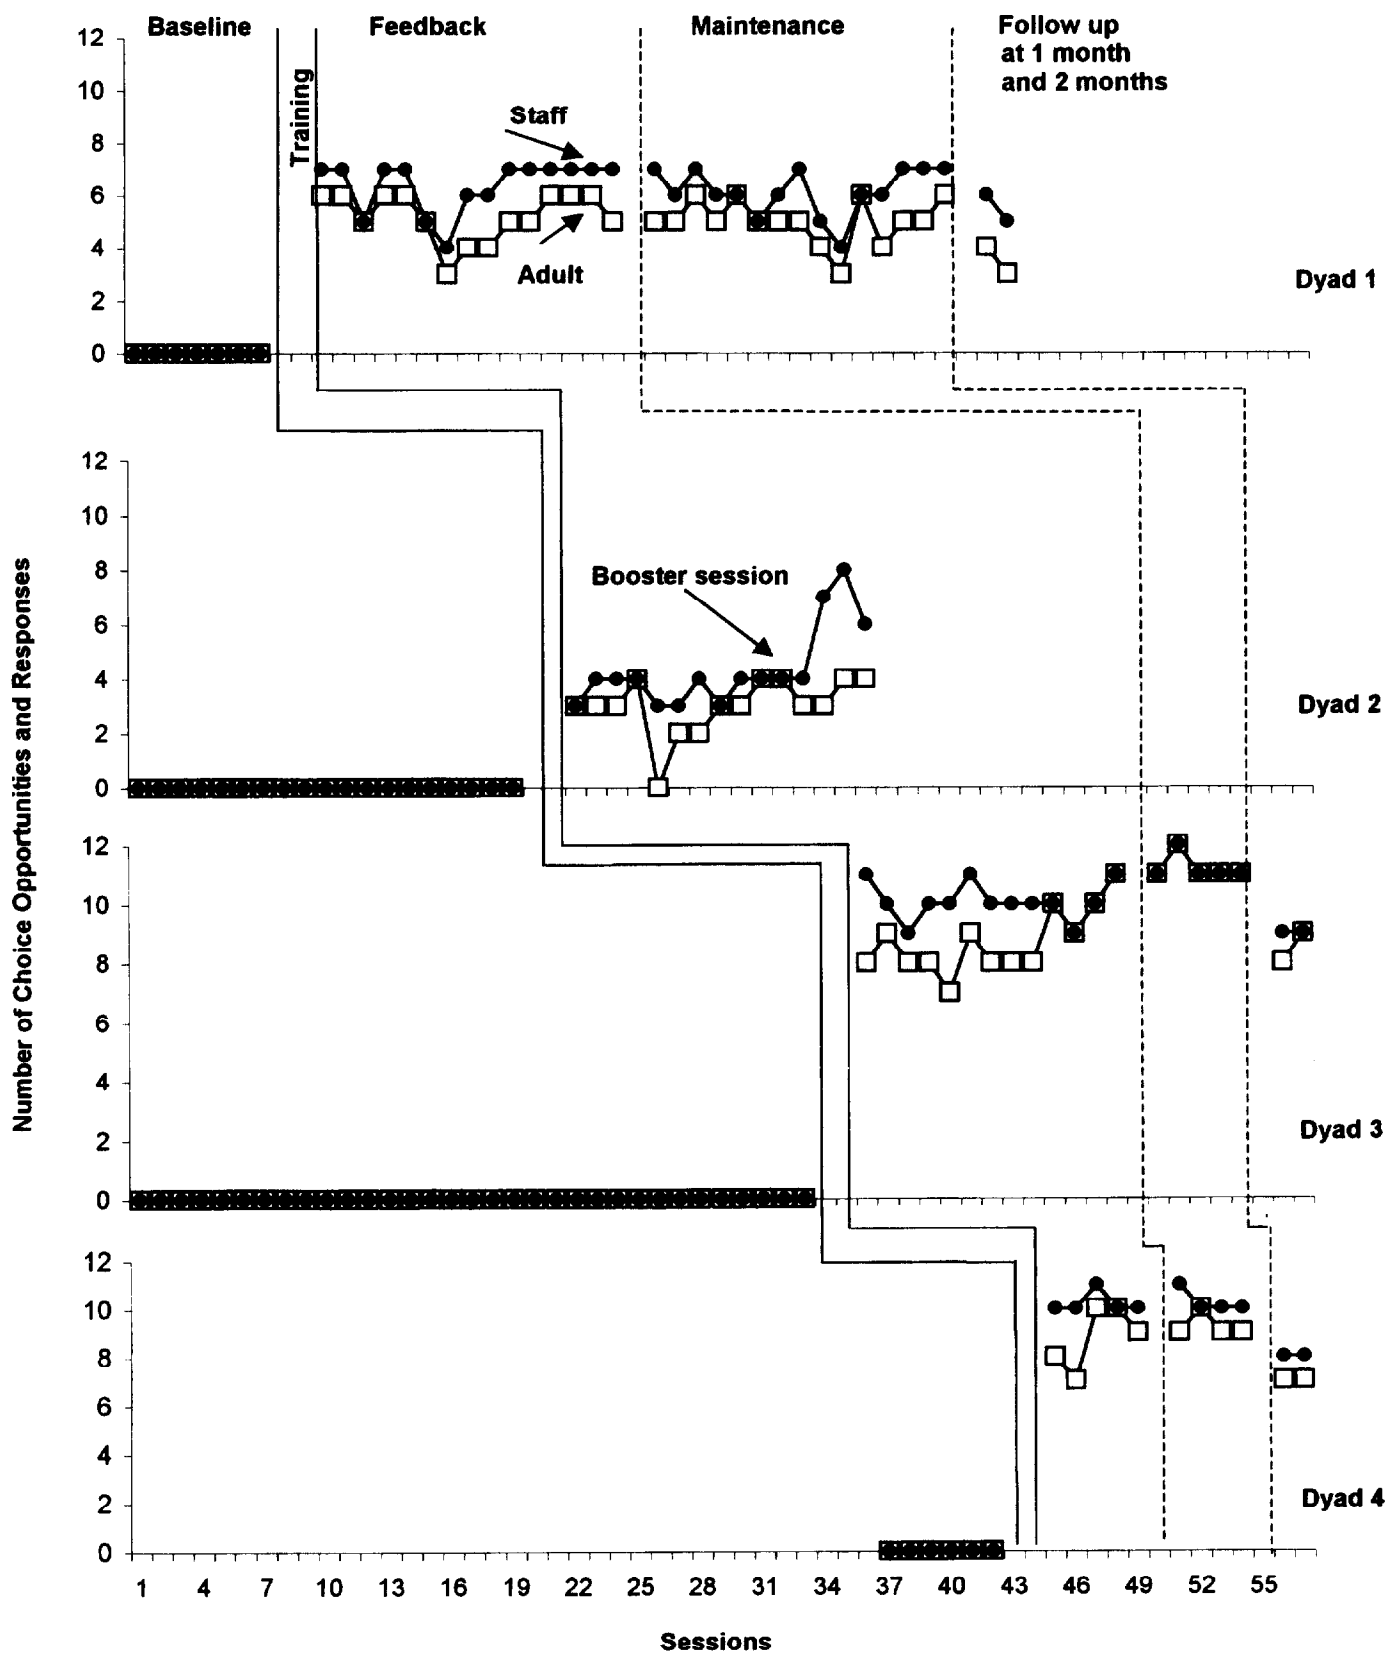 Baseline Feedback Maintenance Follow up
at 1 month
and 2 months
Training
Staff
Adult
12
10
8
6
4
2
0
Dyad 1
Booster session
12
10
8
6
4
2
0
Dyad 2
Number of Choice Opportunities and Responses
12
10
8
6
4
2
0
Dyad 3
12
10
8
6
4
2
0
Dyad 4
1 4 7 10 13 16 19 22 25 28 31 34 37 40 43 46 49 52 55
Sessions